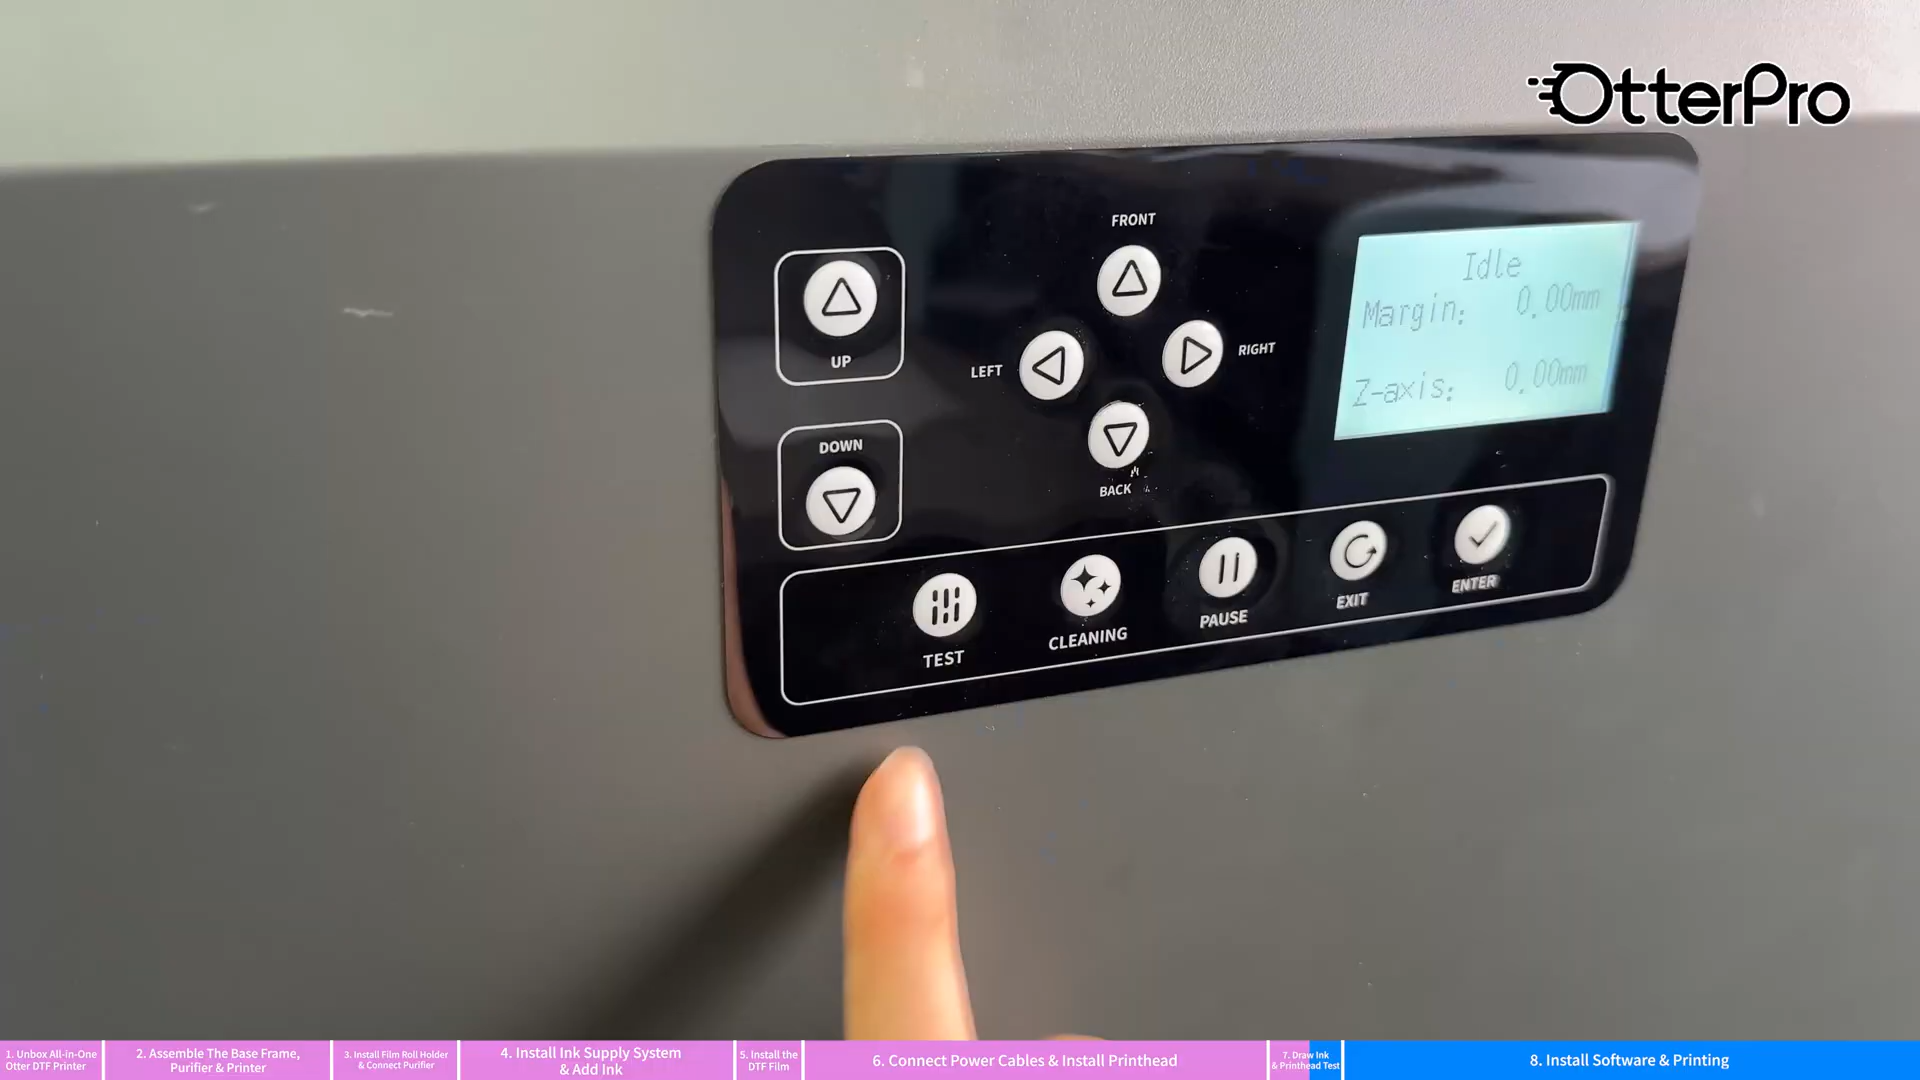 OtterPro
FRONT
UP
LEFT
RIGHT
DOWN
BACK
Idle
Margin: 0.00mm
Z-axis: 0.00mm
TEST
CLEANING
PAUSE
EXIT
ENTER
1. Unbox All-in-One
Otter DTF Printer
2. Assemble The Base Frame,
Purifier & Printer
3. Install Film Roll Holder
& Connect Purifier
4. Install Ink Supply System
& Add Ink
5. Install the
DTF Film
6. Connect Power Cables & Install Printhead
7. Draw Ink
& Printhead Test
8. Install Software & Printing